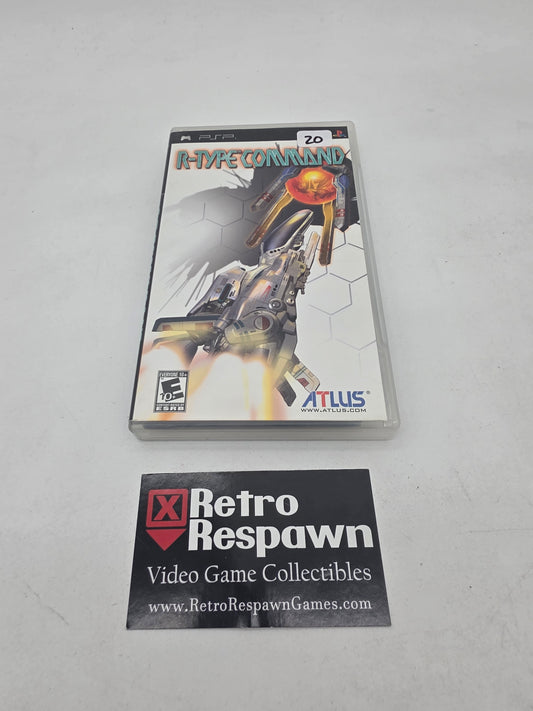 PSP
20
R-TYPE COMMAND
EVERYONE 10+
E
10+
ESRB
ATLUS®
WWW.ATLUS.COM
X Retro
Respawn
Video Game Collectibles
www.RetroRespawnGames.com